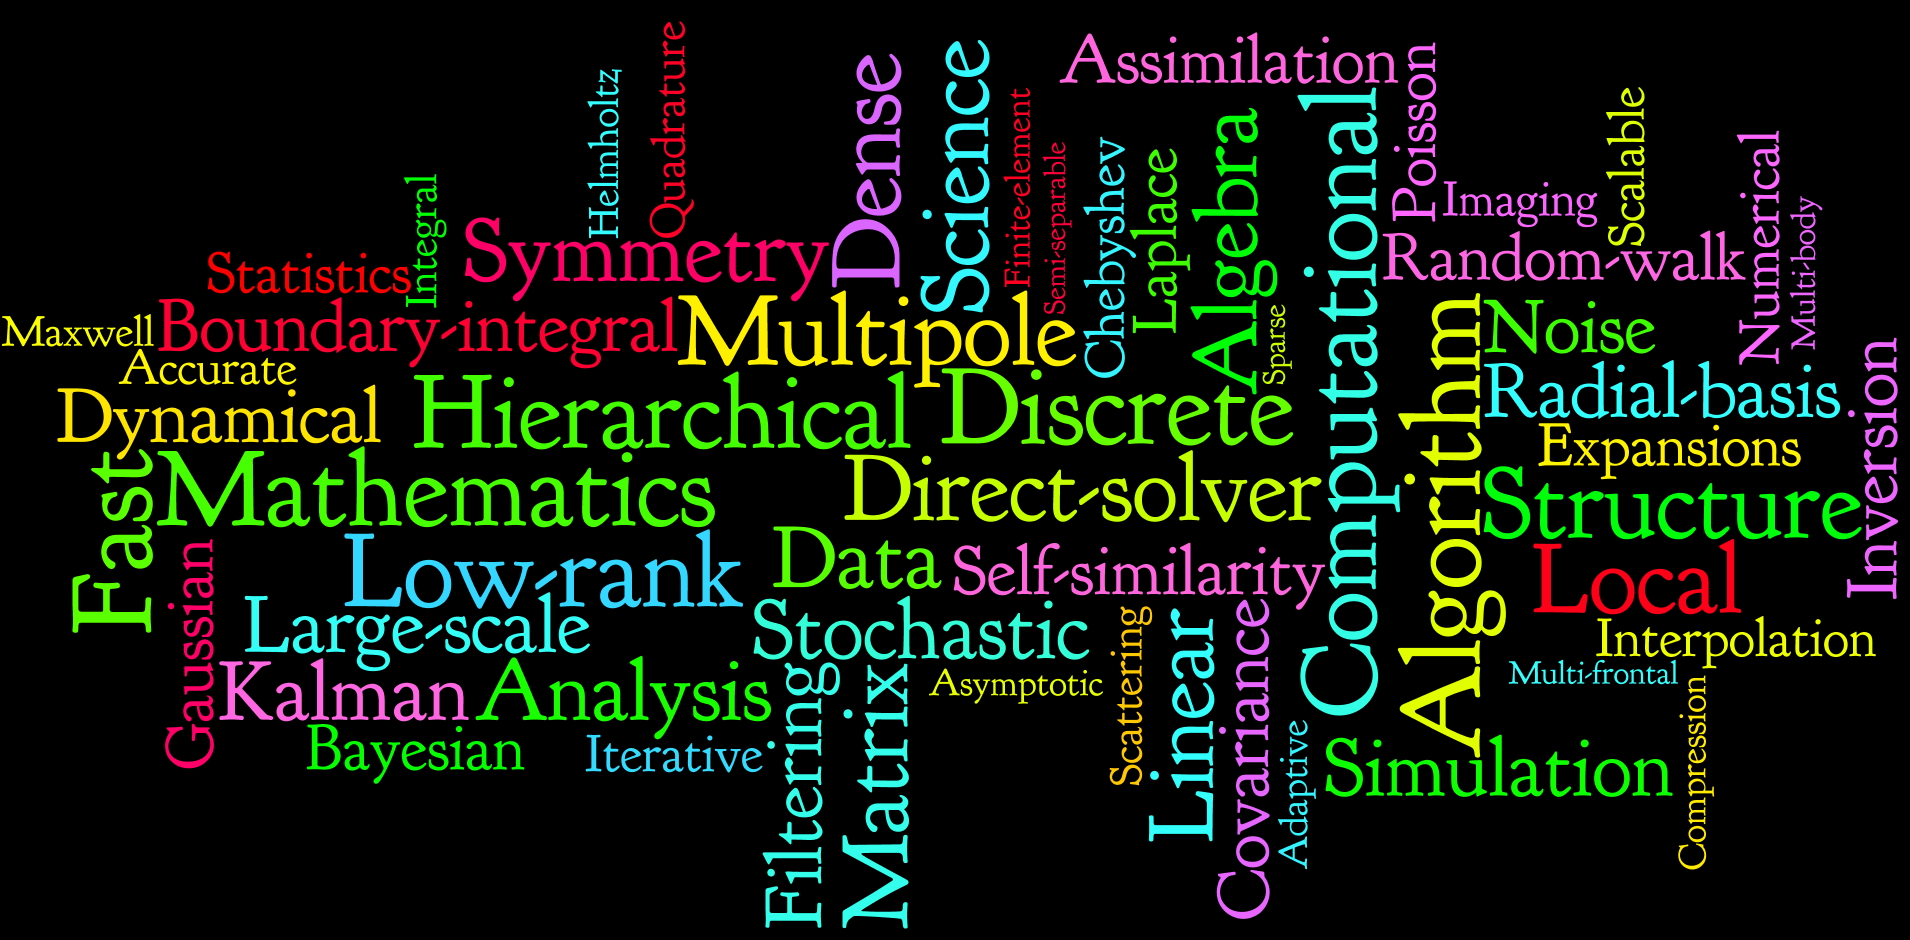 Quadrature
Helmholtz
Dense
Science
Assimilation
Poisson
Computational
Scalable
Finite-element
Semi-separable
Chebyshev
Laplace
Algebra
Numerical
Imaging
Multi-body
Integral
Symmetry
Random-walk
Statistics
Boundary-integral
Multipole
Sparse
Noise
Maxwell
Accurate
Radial-basis
Dynamical
Hierarchical
Discrete
Algorithm
Expansions
Inversion
Fast
Mathematics
Direct-solver
Structure
Gaussian
Low-rank
Data
Self-similarity
Local
Large-scale
Stochastic
Interpolation
Scattering
Linear
Covariance
Kalman
Analysis
Filtering
Matrix
Asymptotic
Multi-frontal
Compression
Bayesian
Iterative
Adaptive
Simulation